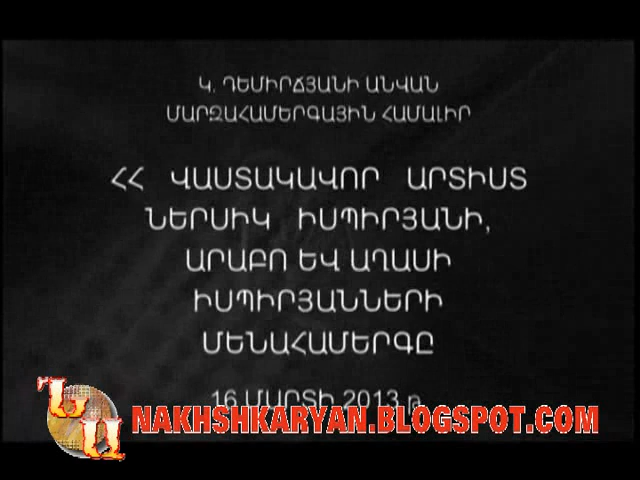 Կ. ԴԵՄԻՐՃՅԱՆԻ ԱՆՎԱՆ
ՄԱՐԶԱՀԱՄԵՐԳԱՅԻՆ ՀԱՄԱԼԻՐ
ՀՀ ՎԱՍՏԱԿԱՎՈՐ ԱՐՏԻՍՏ
ՆԵՐՍԻԿ ԻՍՊԻՐՅԱՆԻ,
ԱՐԱԲՈ ԵՎ ԱՂԱՍԻ
ԻՍՊԻՐՅԱՆՆԵՐԻ
ՄԵՆԱՀԱՄԵՐԳԸ
16 ՄԱՐՏԻ 2013 թ.
ՆԱ NAKHSHKARYAN.BLOGSPOT.COM